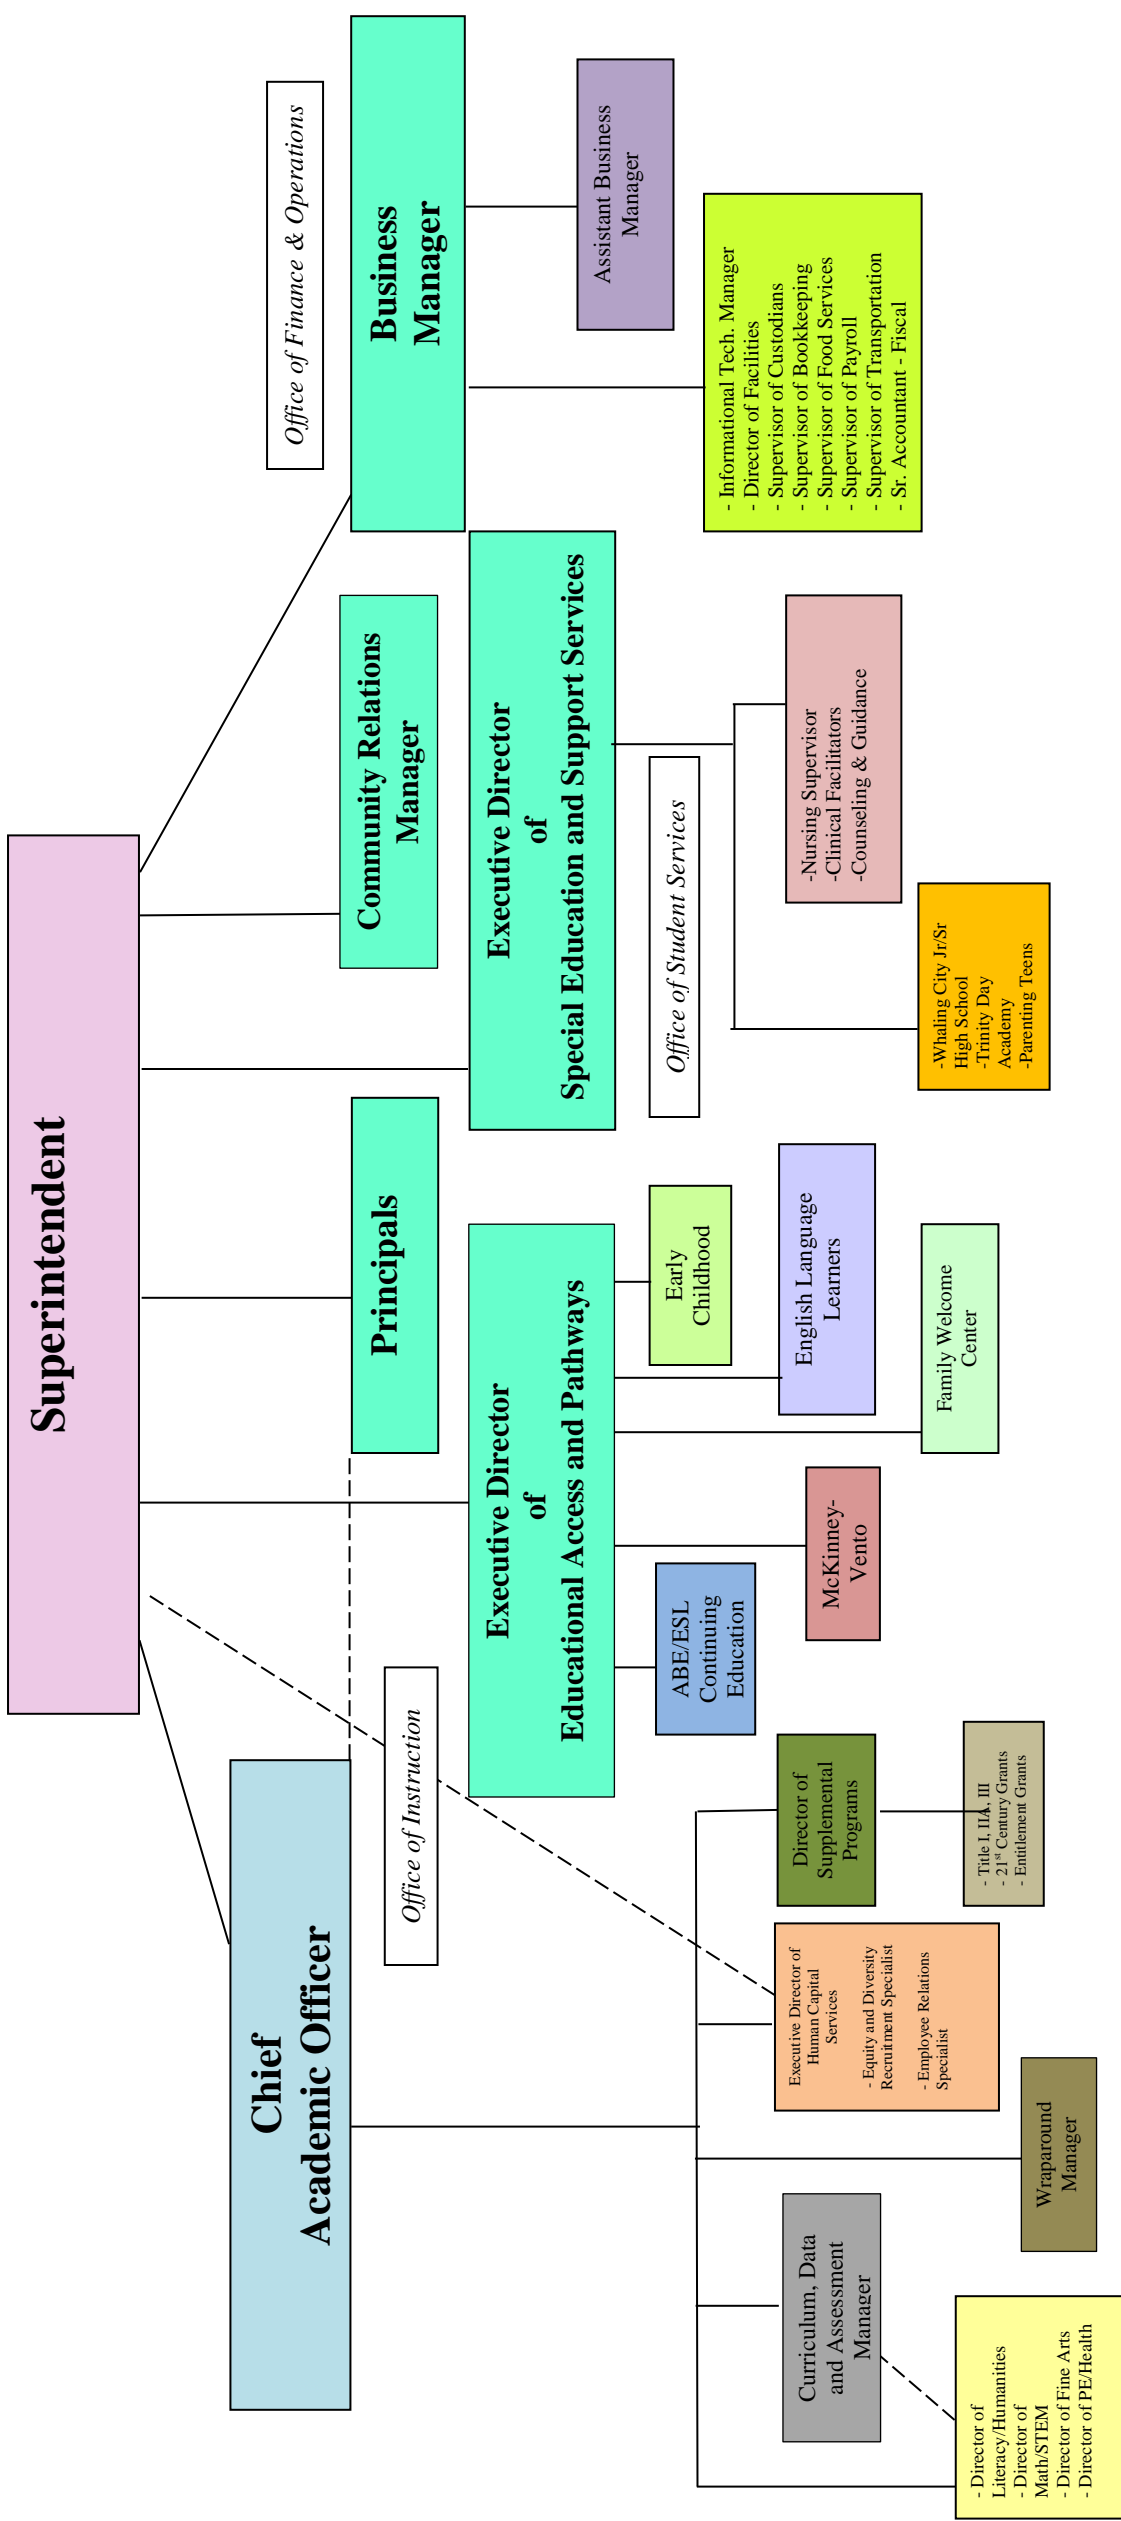 Superintendent
Chief
Academic Officer
Office of Instruction
Principals
Community Relations
Manager
Office of Finance & Operations
Business
Manager
Executive Director
of
Educational Access and Pathways
Executive Director
of
Special Education and Support Services
Office of Student Services
Assistant Business
Manager
- Informational Tech. Manager
- Director of Facilities
- Supervisor of Custodians
- Supervisor of Bookkeeping
- Supervisor of Food Services
- Supervisor of Payroll
- Supervisor of Transportation
- Sr. Accountant - Fiscal
ABE/ESL
Continuing
Education
McKinney-
Vento
Early
Childhood
English Language
Learners
Family Welcome
Center
-Nursing Supervisor
-Clinical Facilitators
-Counseling & Guidance
-Whaling City Jr/Sr
High School
-Trinity Day
Academy
-Parenting Teens
Curriculum, Data
and Assessment
Manager
- Director of
Literacy/Humanities
- Director of
Math/STEM
- Director of Fine Arts
- Director of PE/Health
Wraparound
Manager
Executive Director of
Human Capital
Services
- Equity and Diversity
Recruitment Specialist
- Employee Relations
Specialist
Director of
Supplemental
Programs
- Title I, IIA, III
- 21st Century Grants
- Entitlement Grants